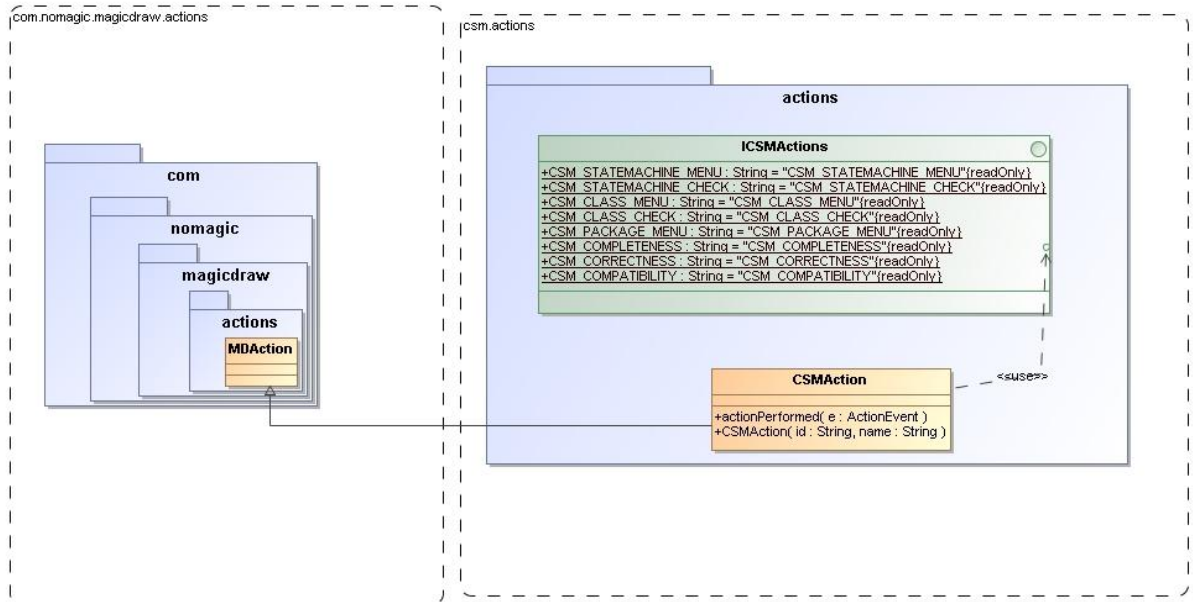 com.nomagic.magicdraw.actions
com
nomagic
magicdraw
actions
MDAction
csm.actions
actions
ICSMActions
+CSM_STATEMACHINE_MENU : String = "CSM_STATEMACHINE_MENU"{readOnly}
+CSM_STATEMACHINE_CHECK : String = "CSM_STATEMACHINE_CHECK"{readOnly}
+CSM_CLASS_MENU : String = "CSM_CLASS_MENU"{readOnly}
+CSM_CLASS_CHECK : String = "CSM_CLASS_CHECK"{readOnly}
+CSM_PACKAGE_MENU : String = "CSM_PACKAGE_MENU"{readOnly}
+CSM_COMPLETENESS : String = "CSM_COMPLETENESS"{readOnly}
+CSM_CORRECTNESS : String = "CSM_CORRECTNESS"{readOnly}
+CSM_COMPATIBILITY : String = "CSM_COMPATIBILITY"{readOnly}
<<use>>
CSMAction
+actionPerformed( e : ActionEvent )
+CSMAction( id : String, name : String )